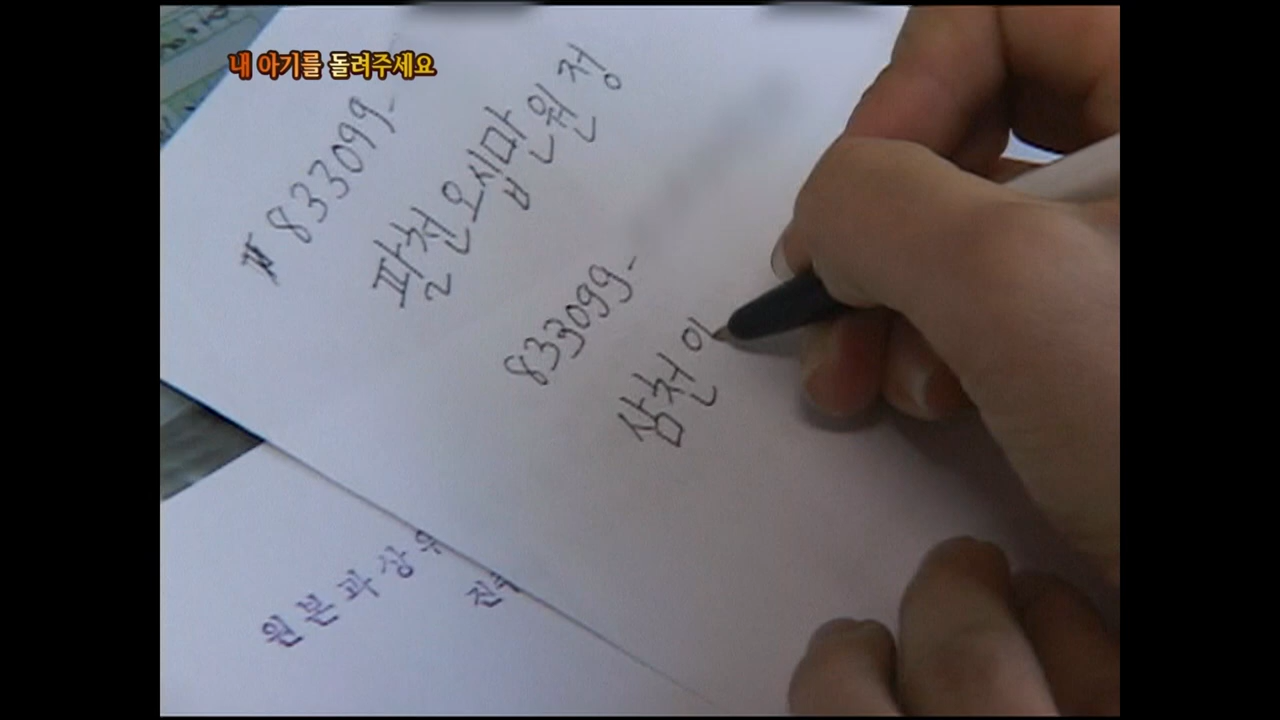 내 아기를 돌려주세요
₩ 833099-
팔천오십만원정
833099-
삼천이
원본과상